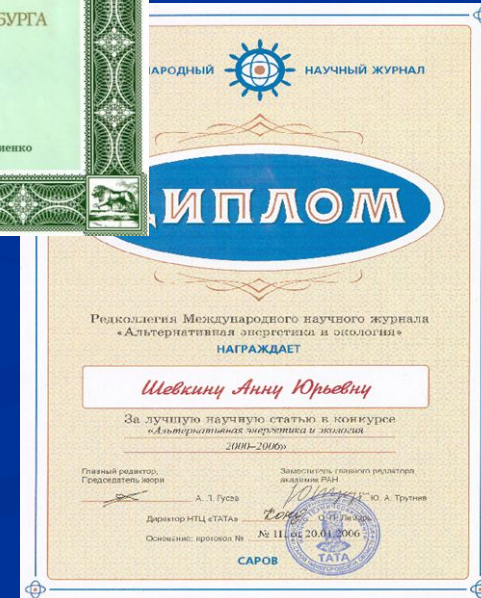 БУРГА
иенко
НАРОДНЫЙ НАУЧНЫЙ ЖУРНАЛ
ДИПЛОМ
Редколлегия Международного научного журнала
«Альтернативная энергетика и экология»
НАГРАЖДАЕТ
Шевкину Анну Юрьевну
За лучшую научную статью в конкурсе
«Альтернативная энергетика и экология
2000–2006»
Главный редактор,
Председатель жюри
А. Л. Гусев
Заместитель главного редактора
академик РАН
Ю. А. Трутнев
Директор НТЦ «ТАТА»
Основание: протокол № № 11 от 20.01.2006
ТАТА
САРОВ